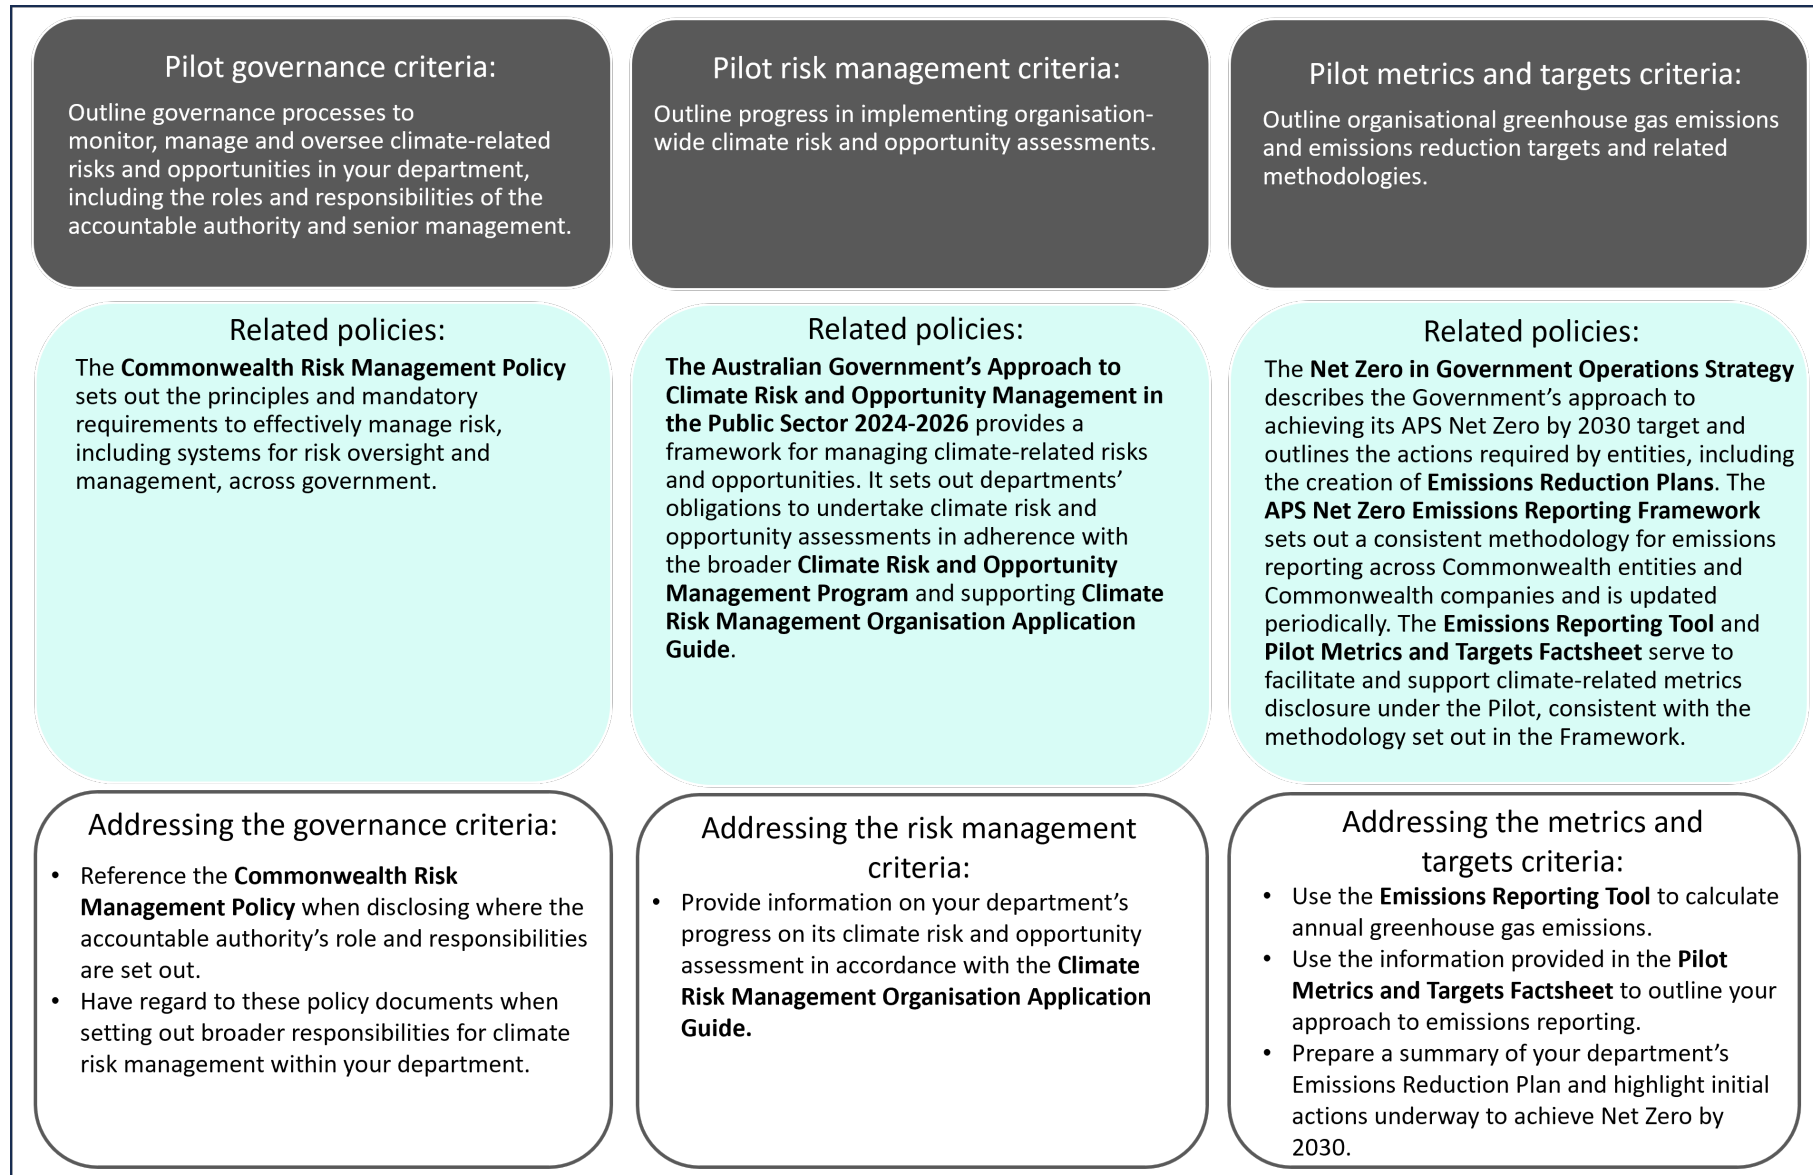 Pilot governance criteria:
Outline governance processes to
monitor, manage and oversee climate-related
risks and opportunities in your department,
including the roles and responsibilities of the
accountable authority and senior management.
Pilot risk management criteria:
Outline progress in implementing organisation-
wide climate risk and opportunity assessments.
Pilot metrics and targets criteria:
Outline organisational greenhouse gas emissions
and emissions reduction targets and related
methodologies.
Related policies:
The Commonwealth Risk Management Policy
sets out the principles and mandatory
requirements to effectively manage risk,
including systems for risk oversight and
management, across government.
Related policies:
The Australian Government’s Approach to
Climate Risk and Opportunity Management in
the Public Sector 2024-2026 provides a
framework for managing climate-related risks
and opportunities. It sets out departments’
obligations to undertake climate risk and
opportunity assessments in adherence with
the broader Climate Risk and Opportunity
Management Program and supporting Climate
Risk Management Organisation Application
Guide.
Related policies:
The Net Zero in Government Operations Strategy
describes the Government’s approach to
achieving its APS Net Zero by 2030 target and
outlines the actions required by entities, including
the creation of Emissions Reduction Plans. The
APS Net Zero Emissions Reporting Framework
sets out a consistent methodology for emissions
reporting across Commonwealth entities and
Commonwealth companies and is updated
periodically. The Emissions Reporting Tool and
Pilot Metrics and Targets Factsheet serve to
facilitate and support climate-related metrics
disclosure under the Pilot, consistent with the
methodology set out in the Framework.
Addressing the governance criteria:
• Reference the Commonwealth Risk
Management Policy when disclosing where the
accountable authority’s role and responsibilities
are set out.
• Have regard to these policy documents when
setting out broader responsibilities for climate
risk management within your department.
Addressing the risk management
criteria:
• Provide information on your department’s
progress on its climate risk and opportunity
assessment in accordance with the Climate
Risk Management Organisation Application
Guide.
Addressing the metrics and
targets criteria:
• Use the Emissions Reporting Tool to calculate
annual greenhouse gas emissions.
• Use the information provided in the Pilot
Metrics and Targets Factsheet to outline your
approach to emissions reporting.
• Prepare a summary of your department’s
Emissions Reduction Plan and highlight initial
actions underway to achieve Net Zero by
2030.